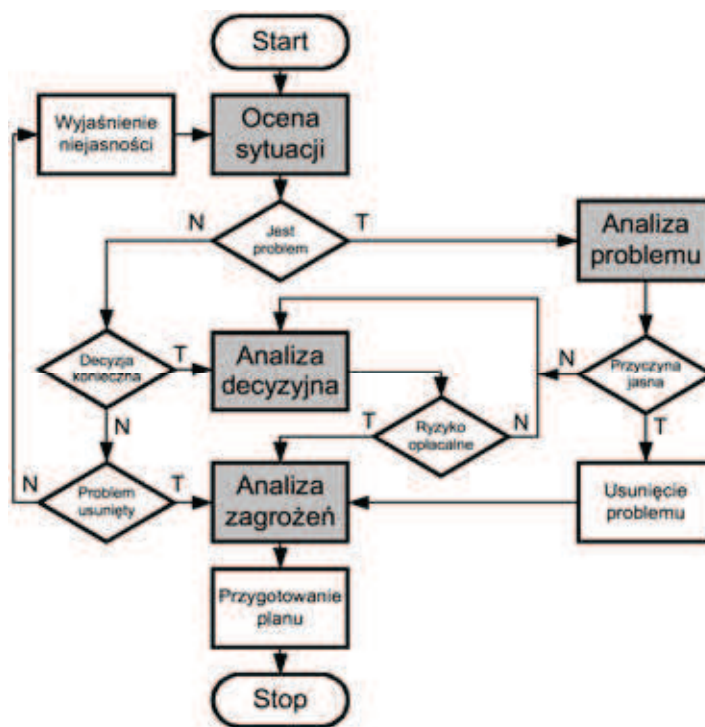 Start
Wyjaśnienie
niejasności
Ocena
sytuacji
N
T
Jest
problem
Analiza
problemu
Decyzja
konieczna
T
Analiza
decyzyjna
N
Przyczyna
jasna
T
Ryzyko
opłacalne
N
T
N
N
Problem
usunięty
T
Analiza
zagrożeń
Usunięcie
problemu
Przygotowanie
planu
Stop